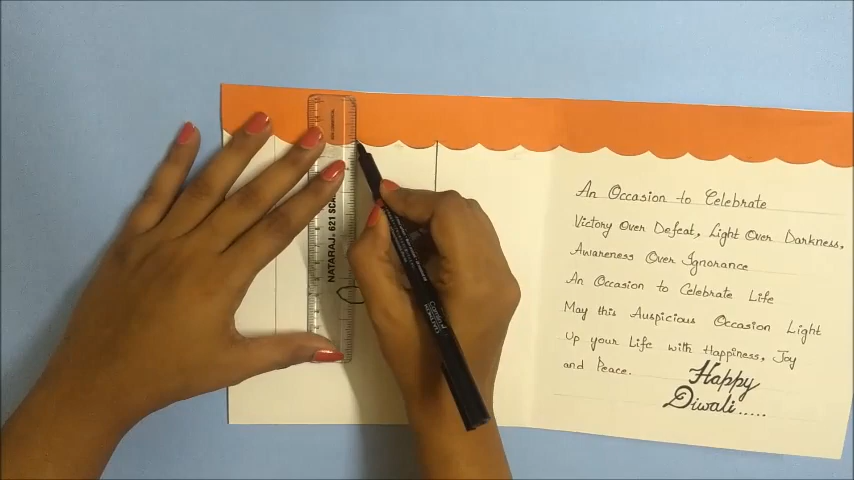 NATARAJ 621
An Occasion to Celebrate
Victory Over Defeat, Light Over Darkness,
Awareness Over Ignorance
An Occasion to Celebrate Life
May this Auspicious Occasion Light
Up your Life with Happiness, Joy
and Peace.
Happy
Diwali.....